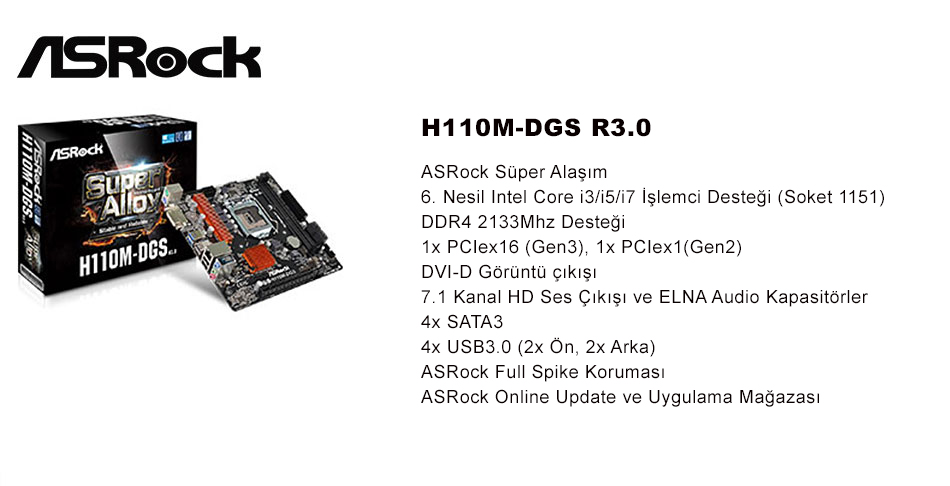 ASRock
H110M-DGS R3.0
ASRock Süper Alaşım
6. Nesil Intel Core i3/i5/i7 İşlemci Desteği (Soket 1151)
DDR4 2133Mhz Desteği
1x PCIex16 (Gen3), 1x PCIex1(Gen2)
DVI-D Görüntü çıkışı
7.1 Kanal HD Ses Çıkışı ve ELNA Audio Kapasitörler
4x SATA3
4x USB3.0 (2x Ön, 2x Arka)
ASRock Full Spike Koruması
ASRock Online Update ve Uygulama Mağazası
ASRock
Super
Alloy
H110M-DGS
H110M-DGS
ASRock
ASRock